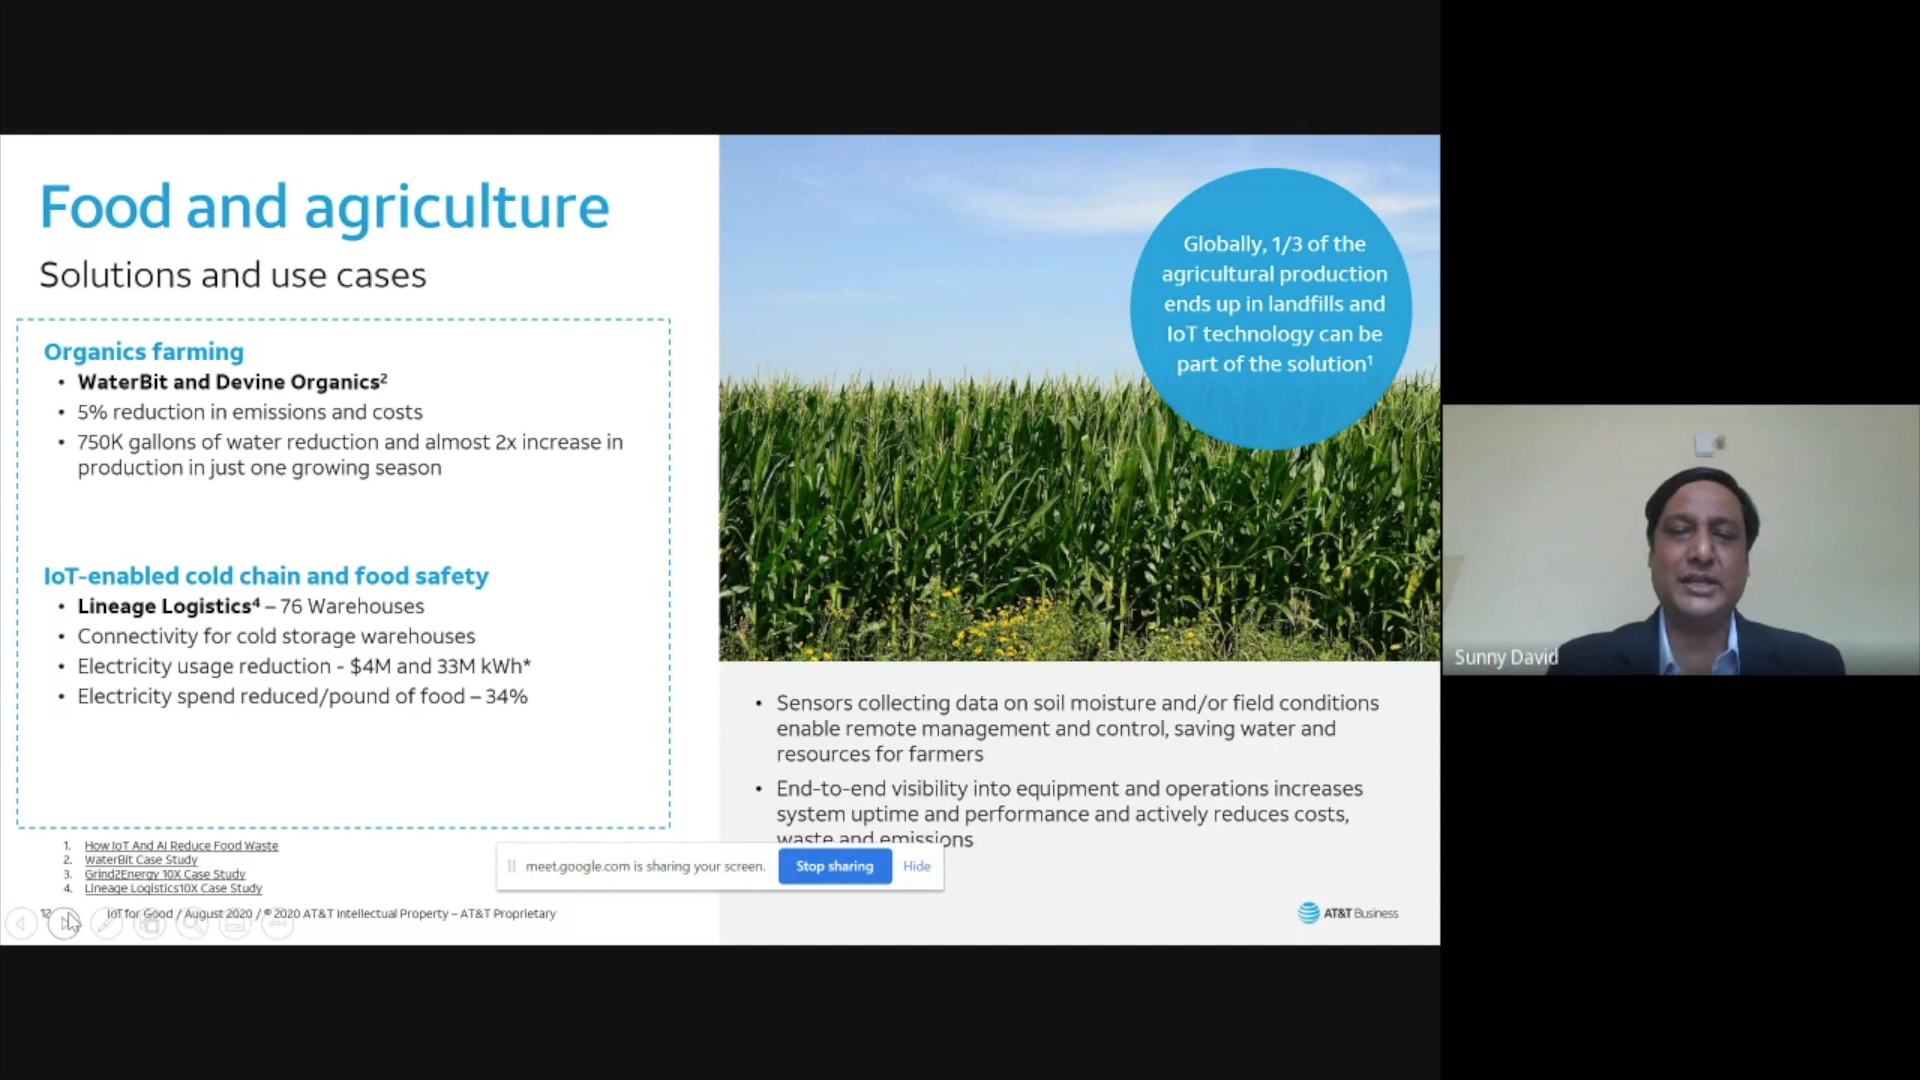 Food and agriculture
Solutions and use cases
Organics farming
• WaterBit and Devine Organics²
• 5% reduction in emissions and costs
• 750K gallons of water reduction and almost 2x increase in
production in just one growing season
IoT-enabled cold chain and food safety
• Lineage Logistics⁴ – 76 Warehouses
• Connectivity for cold storage warehouses
• Electricity usage reduction - $4M and 33M kWh*
• Electricity spend reduced/pound of food – 34%
1. How IoT And AI Reduce Food Waste
2. WaterBit Case Study
3. Grind2Energy 10X Case Study
4. Lineage Logistics10X Case Study
12
IoT for Good / August 2020 / © 2020 AT&T Intellectual Property – AT&T Proprietary
Globally, 1/3 of the
agricultural production
ends up in landfills and
IoT technology can be
part of the solution¹
• Sensors collecting data on soil moisture and/or field conditions
enable remote management and control, saving water and
resources for farmers
• End-to-end visibility into equipment and operations increases
system uptime and performance and actively reduces costs,
waste and emissions
meet.google.com is sharing your screen.
Stop sharing
Hide
AT&T Business
Sunny David